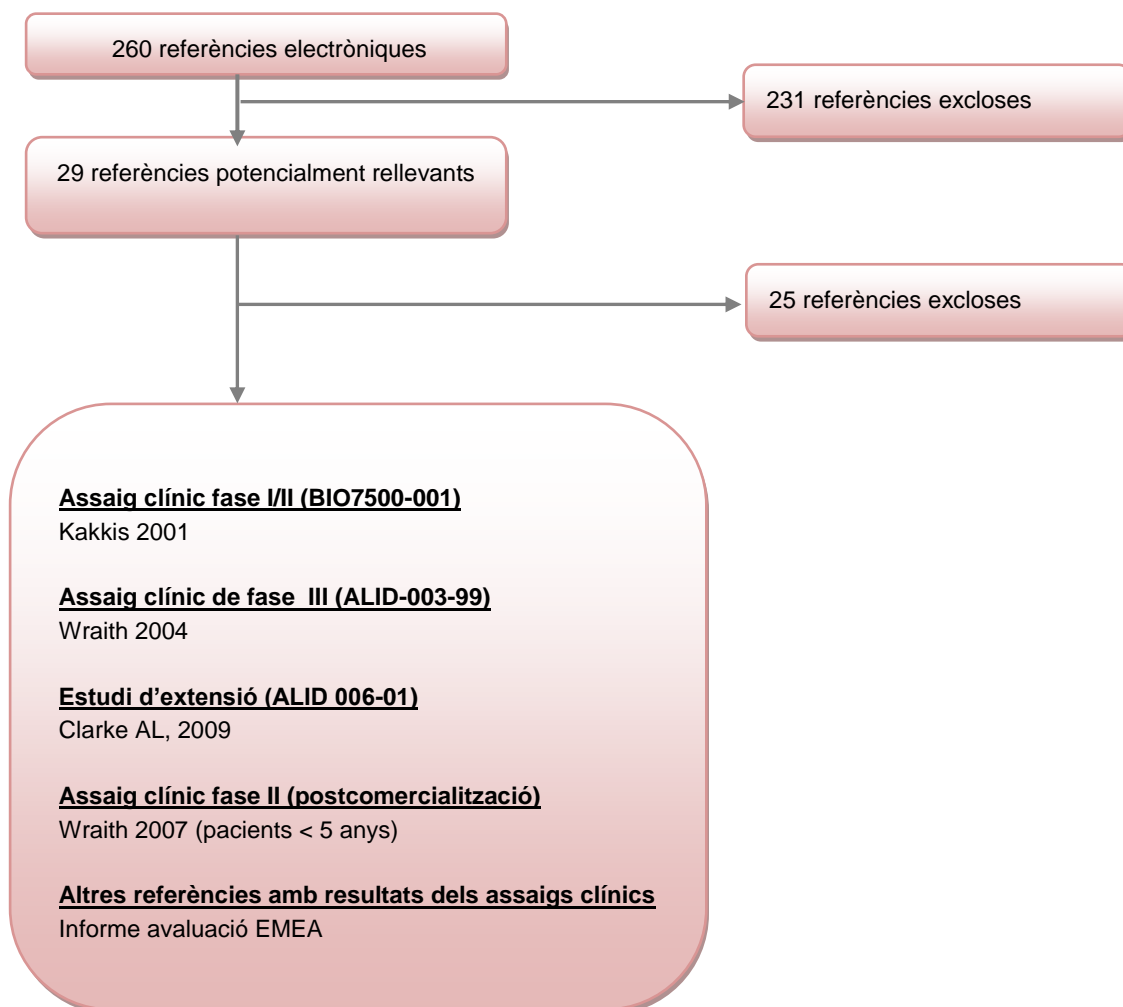 260 referències electròniques
231 referències excloses
29 referències potencialment rellevants
25 referències excloses
Assaig clínic fase I/II (BIO7500-001)
Kakkis 2001
Assaig clínic de fase  III (ALID-003-99)
Wraith 2004
Estudi d’extensió (ALID 006-01)
Clarke AL, 2009
Assaig clínic fase II (postcomercialització)
Wraith 2007 (pacients < 5 anys)
Altres referències amb resultats dels assaigs clínics
Informe avaluació EMEA